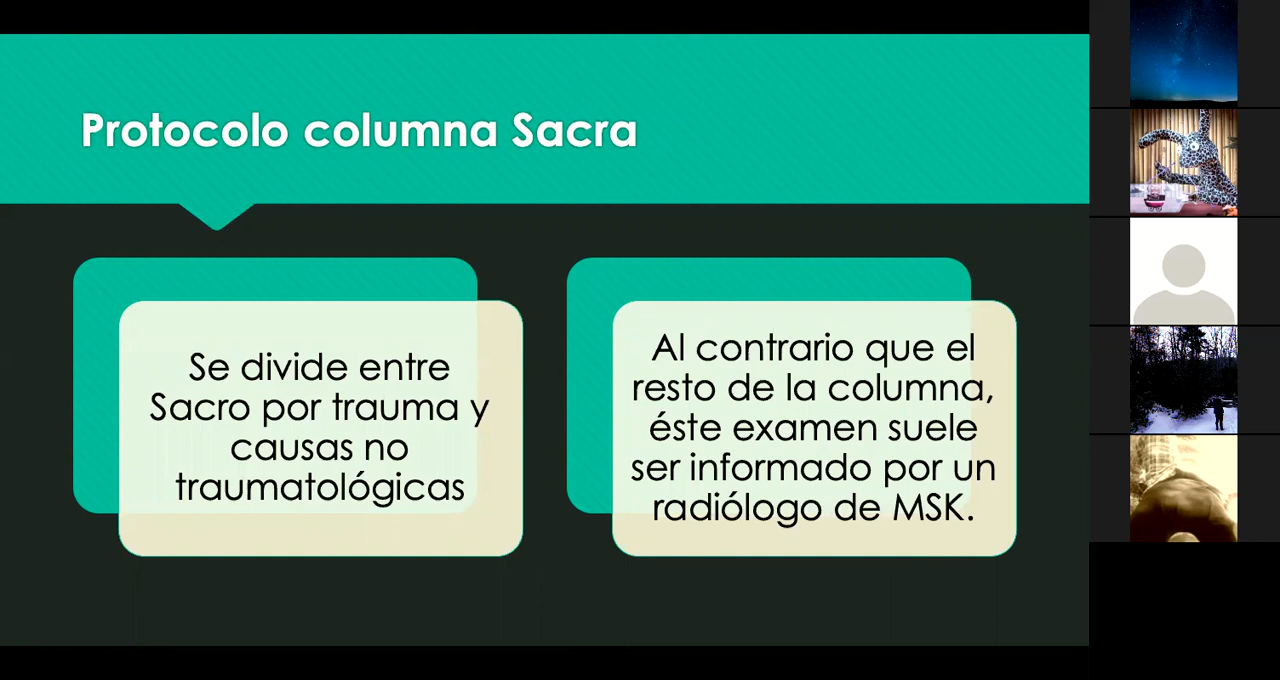 Protocolo columna Sacra
Se divide entre
Sacro por trauma y
causas no
traumatológicas
Al contrario que el
resto de la columna,
éste examen suele
ser informado por un
radiólogo de MSK.